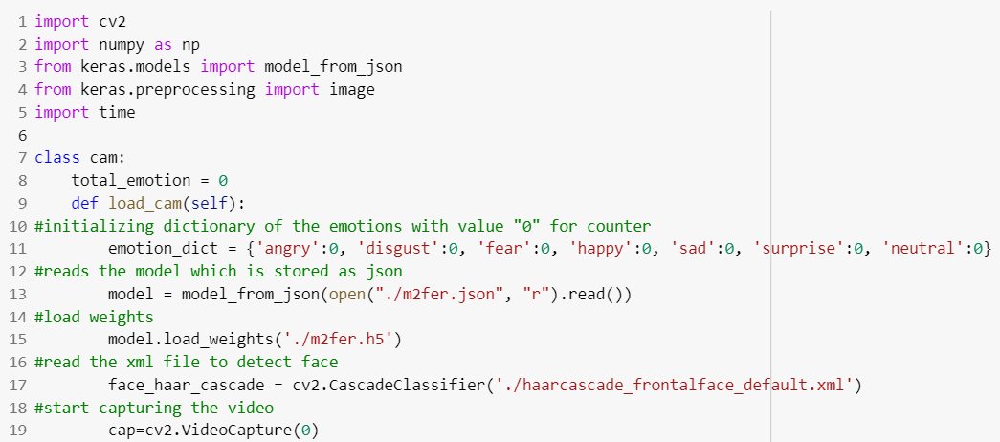 1 import cv2
2 import numpy as np
3 from keras.models import model_from_json
4 from keras.preprocessing import image
5 import time
6
7 class cam:
8     total_emotion = 0
9     def load_cam(self):
10 #initializing dictionary of the emotions with value "0" for counter
11         emotion_dict = {'angry':0, 'disgust':0, 'fear':0, 'happy':0, 'sad':0, 'surprise':0, 'neutral':0}
12 #reads the model which is stored as json
13         model = model_from_json(open("./m2fer.json", "r").read())
14 #load weights
15         model.load_weights('./m2fer.h5')
16 #read the xml file to detect face
17         face_haar_cascade = cv2.CascadeClassifier('./haarcascade_frontalface_default.xml')
18 #start capturing the video
19         cap=cv2.VideoCapture(0)